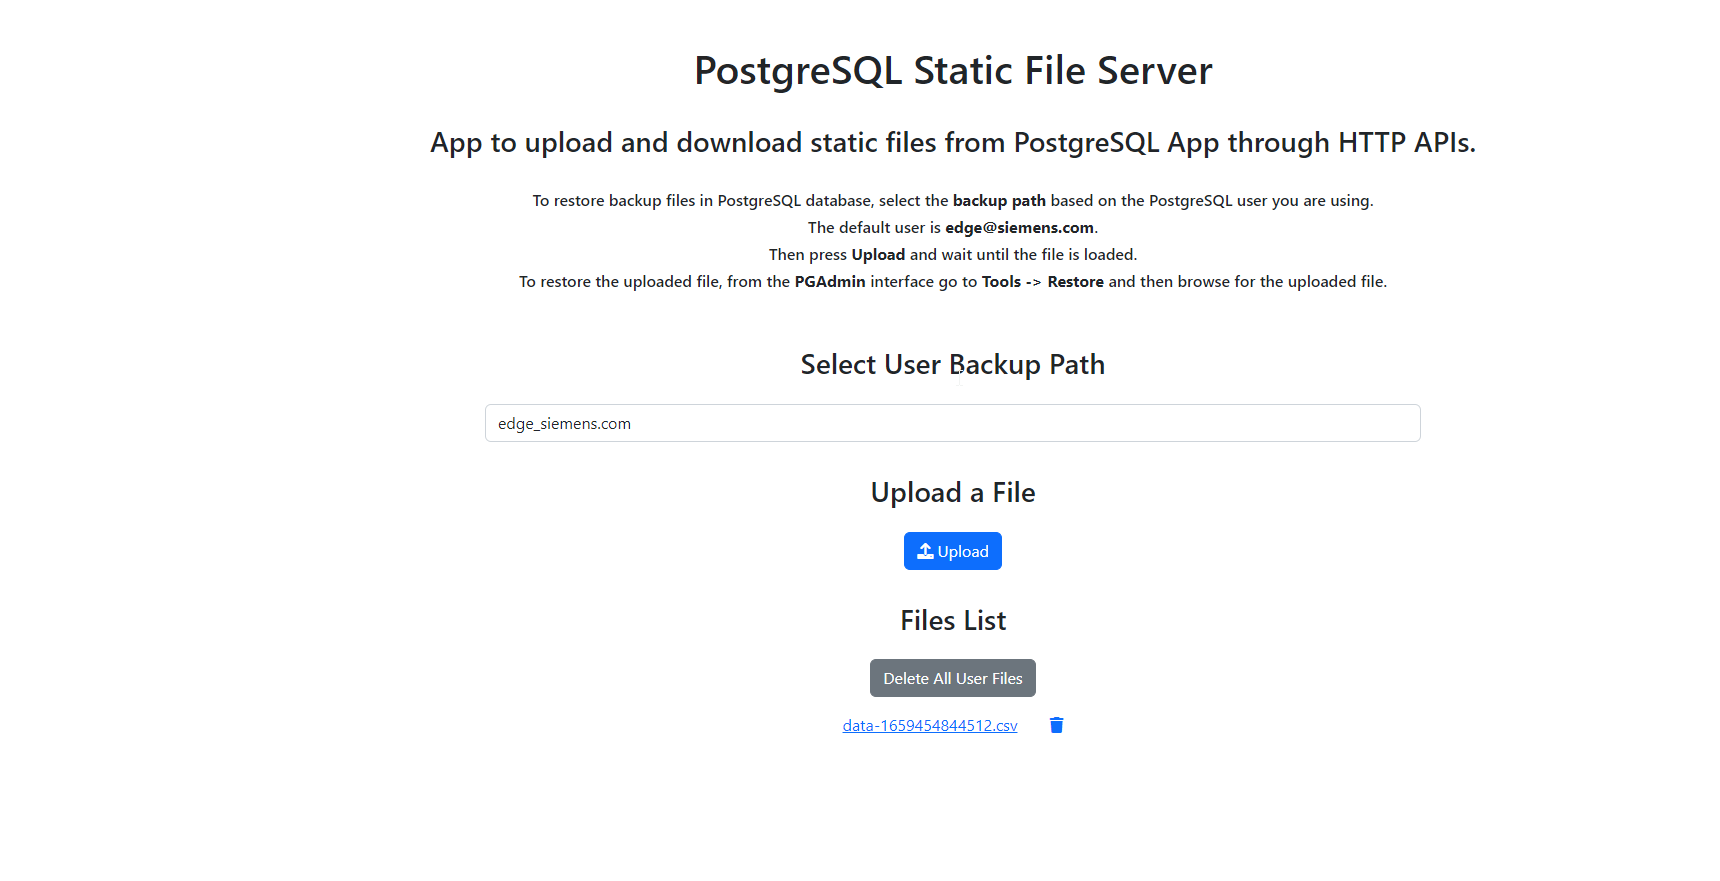 PostgreSQL Static File Server
App to upload and download static files from PostgreSQL App through HTTP APIs.
To restore backup files in PostgreSQL database, select the backup path based on the PostgreSQL user you are using.
The default user is edge@siemens.com.
Then press Upload and wait until the file is loaded.
To restore the uploaded file, from the PGAdmin interface go to Tools -> Restore and then browse for the uploaded file.
Select User Backup Path
edge_siemens.com
Upload a File
Upload
Files List
Delete All User Files
data-1659454844512.csv